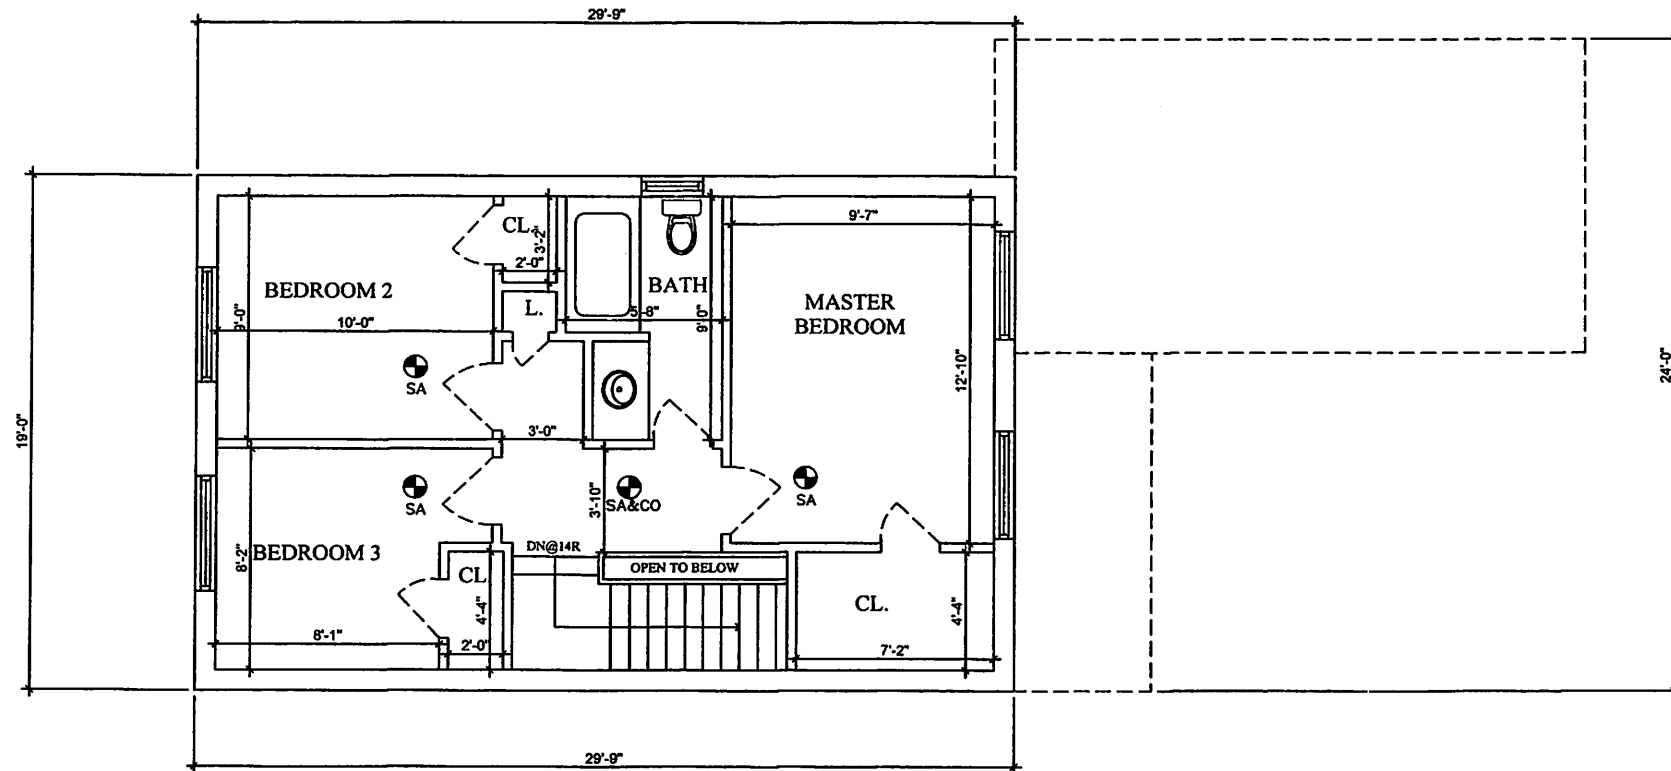 29'-9"
9'-7"
CL.
3'-2"
2'-0"
BEDROOM 2
BATH
MASTER
BEDROOM
L.
5'-8"
9'-0"
9'-0"
10'-0"
12'-10"
24'-0"
SA
19'-0"
3'-0"
SA
3'-10"
SA&CO
SA
DN@14R
BEDROOM 3
8'-2"
OPEN TO BELOW
CL
4'-4"
CL.
4'-4"
8'-1"
2'-0"
7'-2"
29'-9"